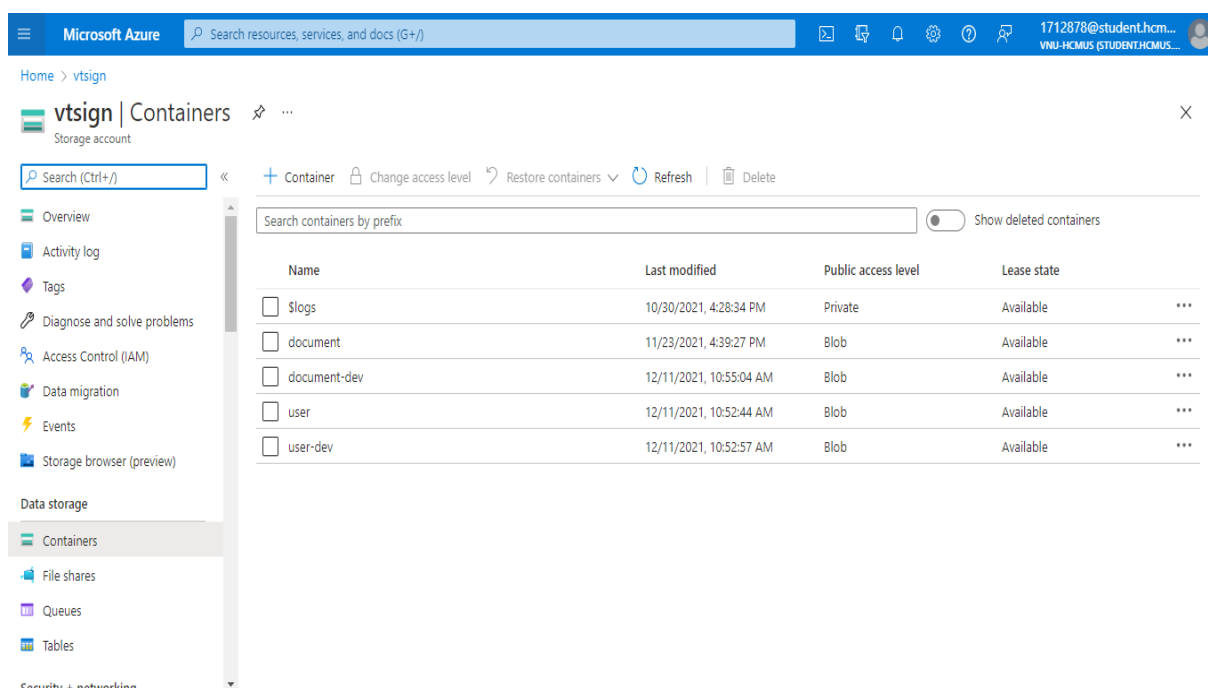 Microsoft Azure
Search resources, services, and docs (G+/)
1712878@student.hcm...
VNU-HCMUS (STUDENT.HCMUS....
Home > vtsign
vtsign | Containers
...
Storage account
Search (Ctrl+/)
«
+ Container
Change access level
Restore containers
Refresh
Delete
Overview
Activity log
Tags
Diagnose and solve problems
Access Control (IAM)
Data migration
Events
Storage browser (preview)
Data storage
Containers
File shares
Queues
Tables
Security + networking
Search containers by prefix
Show deleted containers
Name Last modified Public access level Lease state
$logs 10/30/2021, 4:28:34 PM Private Available ...
document 11/23/2021, 4:39:27 PM Blob Available ...
document-dev 12/11/2021, 10:55:04 AM Blob Available ...
user 12/11/2021, 10:52:44 AM Blob Available ...
user-dev 12/11/2021, 10:52:57 AM Blob Available ...